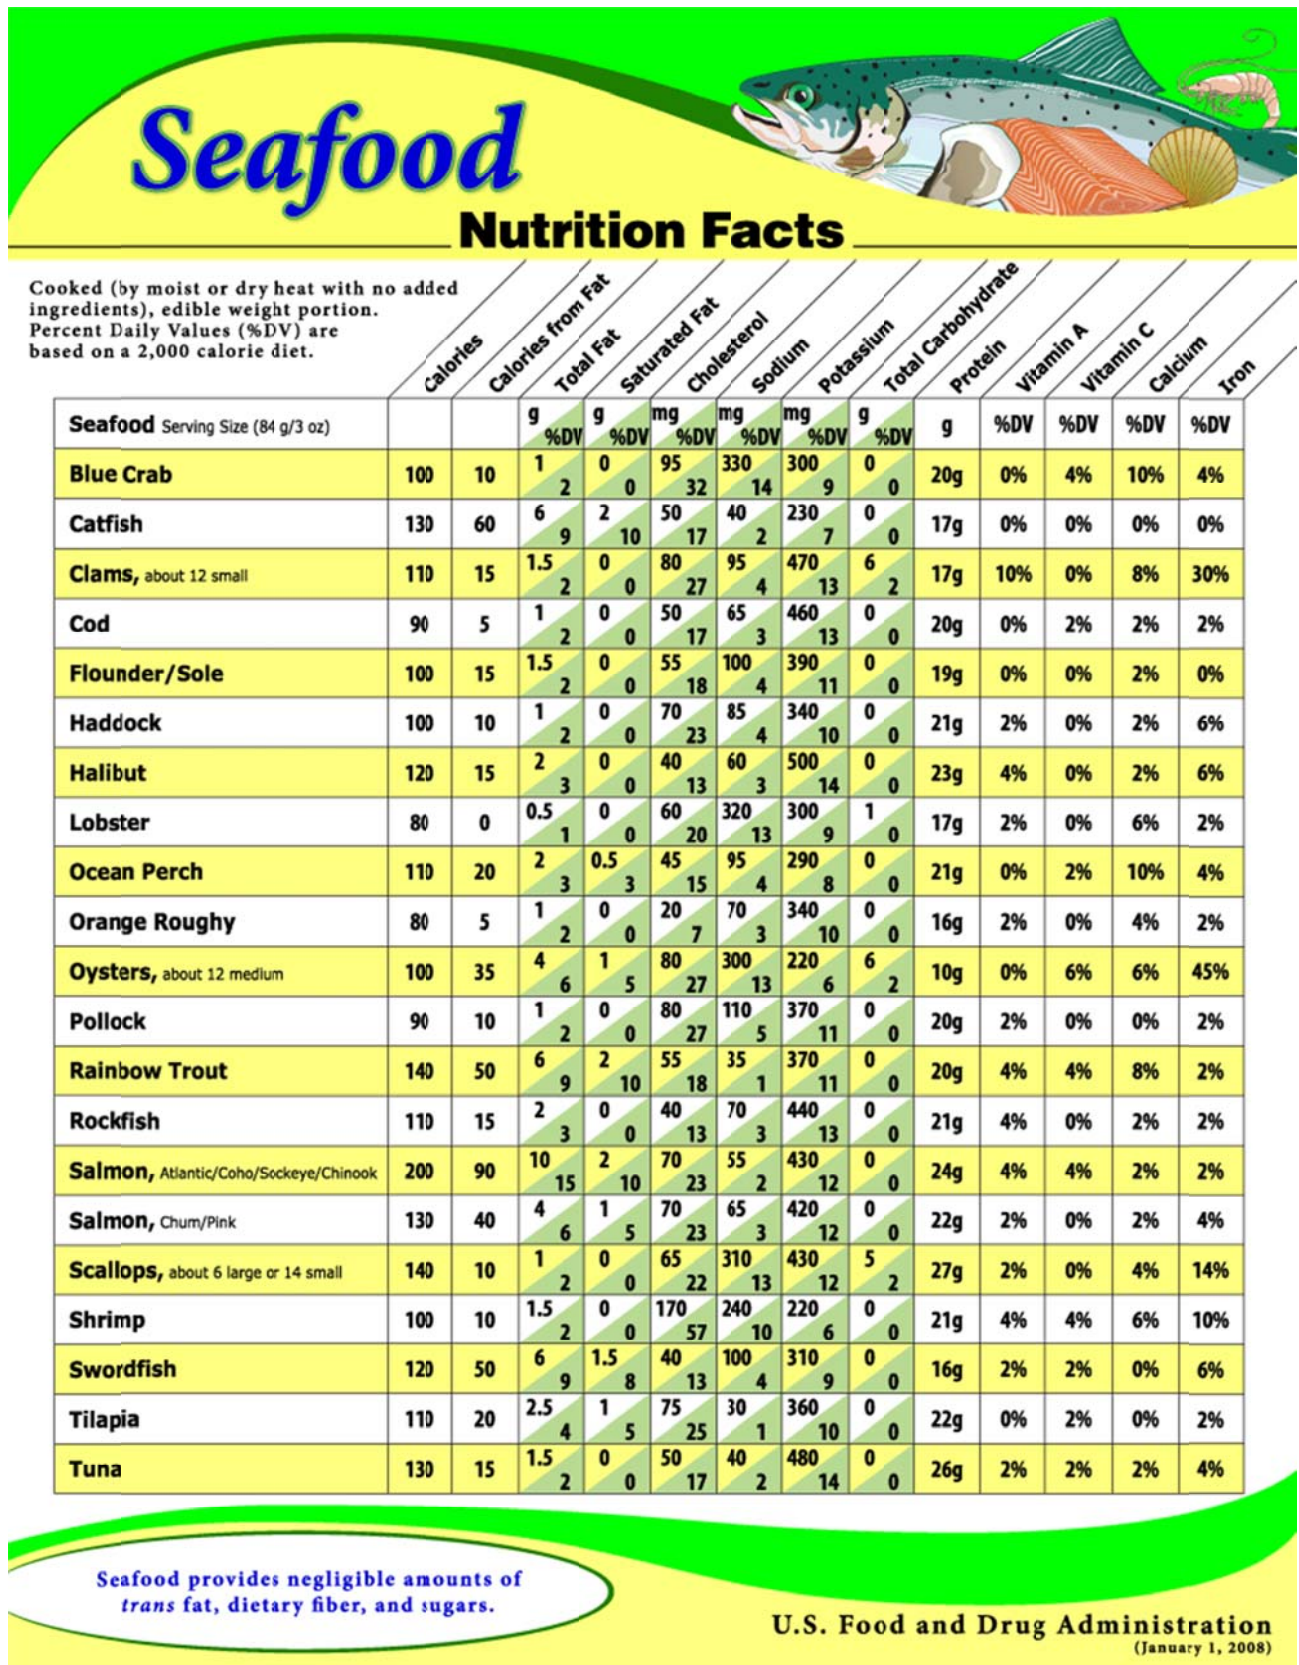 Seafood
Nutrition Facts
Cooked (by moist or dry heat with no added
ingredients), edible weight portion.
Percent Daily Values (%DV) are
based on a 2,000 calorie diet.
Calories
Calories from Fat
Total Fat
Saturated Fat
Cholesterol
Sodium
Potassium
Total Carbohydrate
Protein
Vitamin A
Vitamin C
Calcium
Iron
Seafood Serving Size (84 g/3 oz) g %DV g %DV mg %DV mg %DV mg %DV g %DV g %DV %DV %DV %DV
Blue Crab 100 10 1 2 0 0 95 32 330 14 300 9 0 0 20g 0% 4% 10% 4%
Catfish 130 60 6 9 2 10 50 17 40 2 230 7 0 0 17g 0% 0% 0% 0%
Clams, about 12 small 110 15 1.5 2 0 0 80 27 95 4 470 13 6 2 17g 10% 0% 8% 30%
Cod 90 5 1 2 0 0 50 17 65 3 460 13 0 0 20g 0% 2% 2% 2%
Flounder/Sole 100 15 1.5 2 0 0 55 18 100 4 390 11 0 0 19g 0% 0% 2% 0%
Haddock 100 10 1 2 0 0 70 23 85 4 340 10 0 0 21g 2% 0% 2% 6%
Halibut 120 15 2 3 0 0 40 13 60 3 500 14 0 0 23g 4% 0% 2% 6%
Lobster 80 0 0.5 1 0 0 60 20 320 13 300 9 1 0 17g 2% 0% 6% 2%
Ocean Perch 110 20 2 3 0.5 3 45 15 95 4 290 8 0 0 21g 0% 2% 10% 4%
Orange Roughy 80 5 1 2 0 0 20 7 70 3 340 10 0 0 16g 2% 0% 4% 2%
Oysters, about 12 medium 100 35 4 6 1 5 80 27 300 13 220 6 6 2 10g 0% 6% 6% 45%
Pollock 90 10 1 2 0 0 80 27 110 5 370 11 0 0 20g 2% 0% 0% 2%
Rainbow Trout 140 50 6 9 2 10 55 18 35 1 370 11 0 0 20g 4% 4% 8% 2%
Rockfish 110 15 2 3 0 0 40 13 70 3 440 13 0 0 21g 4% 0% 2% 2%
Salmon, Atlantic/Coho/Sockeye/Chinook 200 90 10 15 2 10 70 23 55 2 430 12 0 0 24g 4% 4% 2% 2%
Salmon, Chum/Pink 130 40 4 6 1 5 70 23 65 3 420 12 0 0 22g 2% 0% 2% 4%
Scallops, about 6 large or 14 small 140 10 1 2 0 0 65 22 310 13 430 12 5 2 27g 2% 0% 4% 14%
Shrimp 100 10 1.5 2 0 0 170 57 240 10 220 6 0 0 21g 4% 4% 6% 10%
Swordfish 120 50 6 9 1.5 8 40 13 100 4 310 9 0 0 16g 2% 2% 0% 6%
Tilapia 110 20 2.5 4 1 5 75 25 30 1 360 10 0 0 22g 0% 2% 0% 2%
Tuna 130 15 1.5 2 0 0 50 17 40 2 480 14 0 0 26g 2% 2% 2% 4%
Seafood provides negligible amounts of
trans fat, dietary fiber, and sugars.
U.S. Food and Drug Administration
(January 1, 2008)